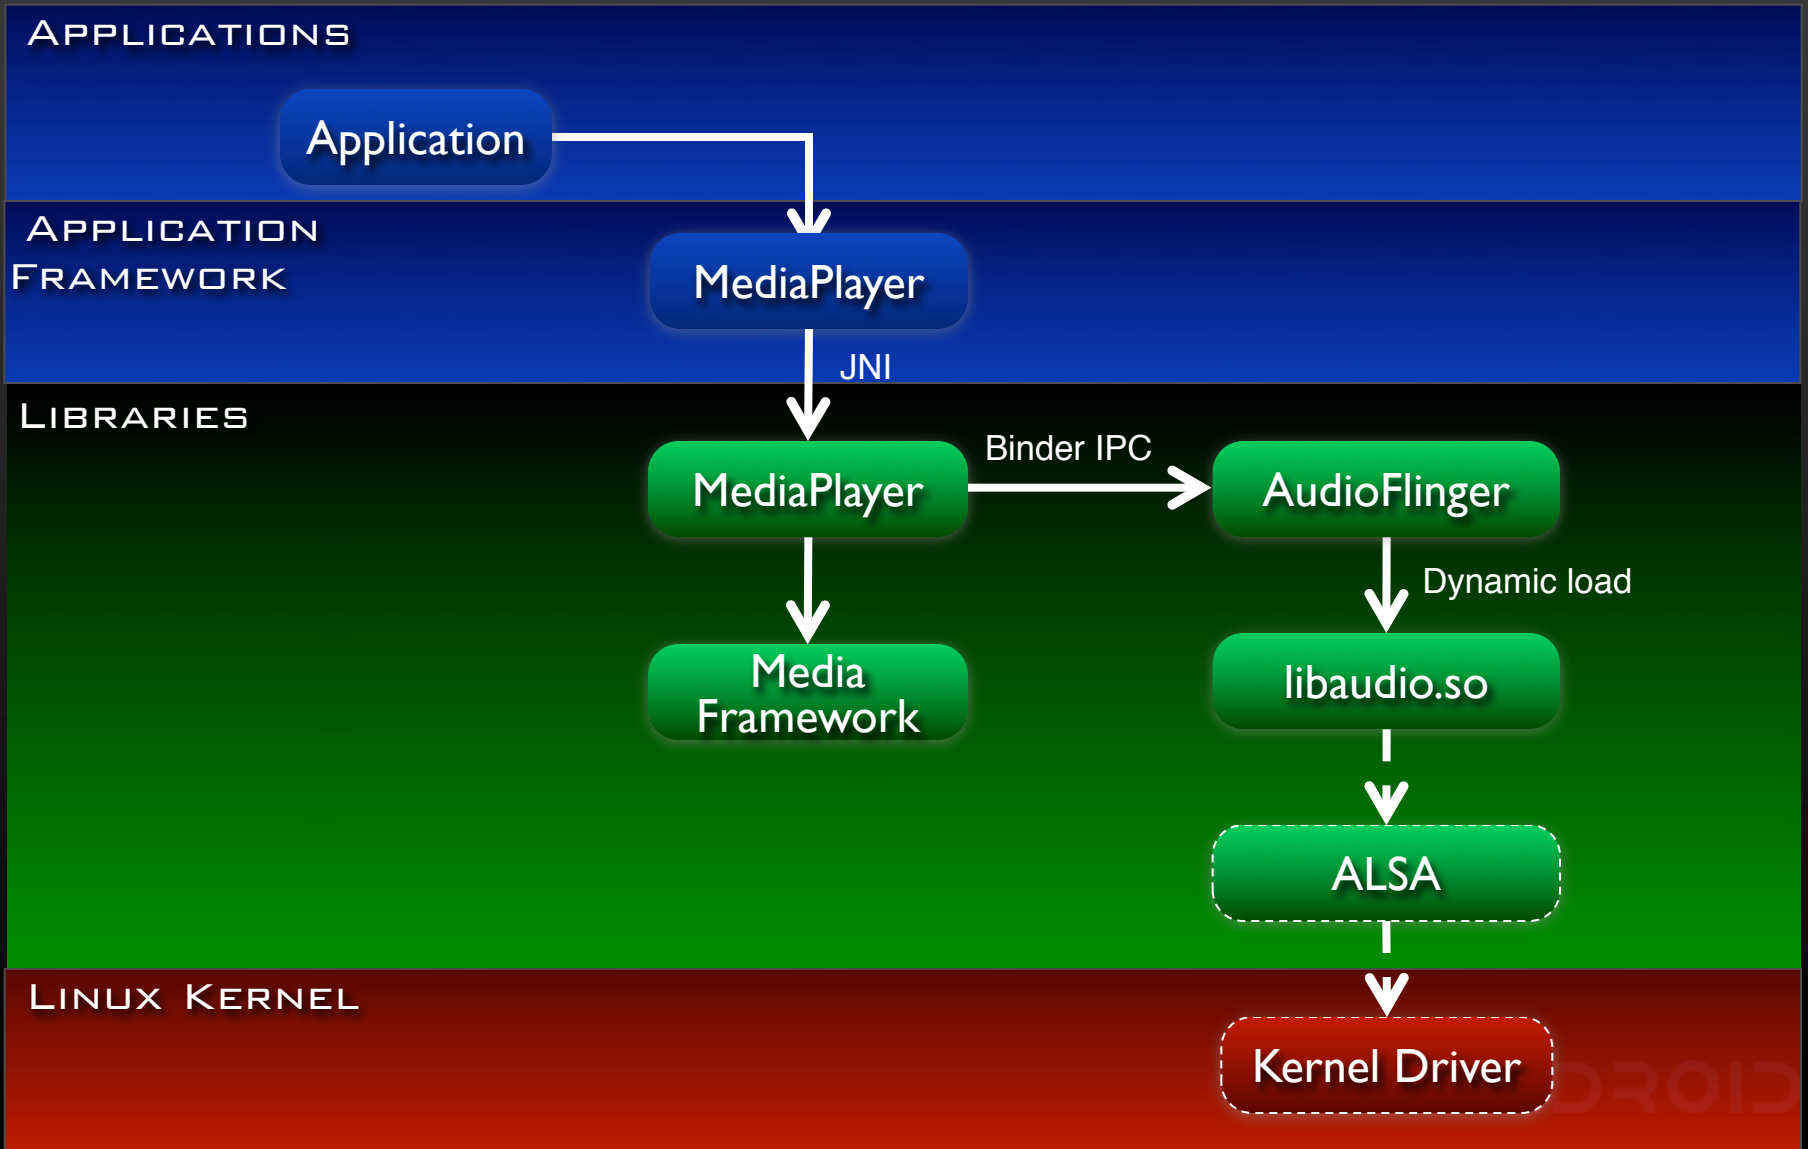 APPLICATIONS
Application
APPLICATION
FRAMEWORK
MediaPlayer
JNI
LIBRARIES
MediaPlayer
Binder IPC
AudioFlinger
Dynamic load
Media
Framework
libaudio.so
ALSA
LINUX KERNEL
Kernel Driver
DROID